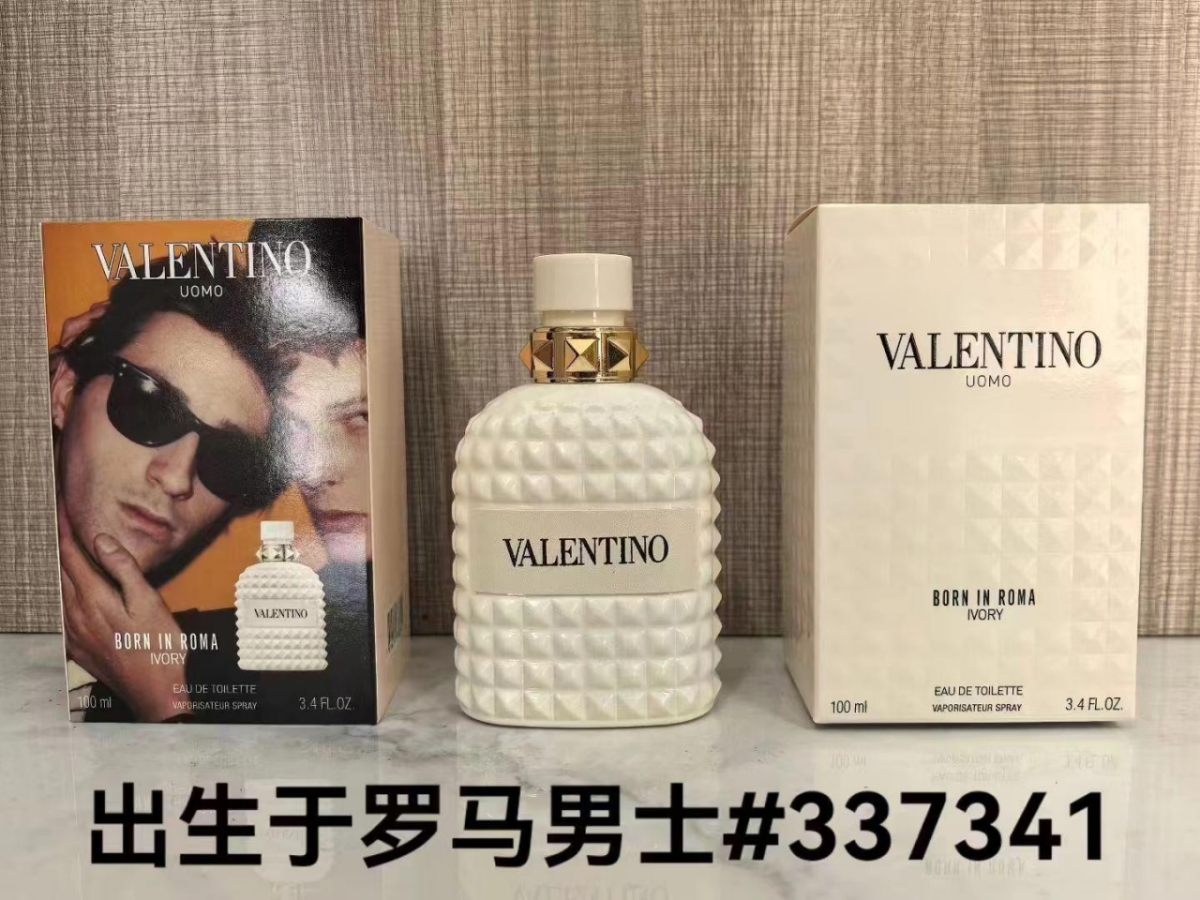 VALENTINO
UOMO
VALENTINO
BORN IN ROMA
IVORY
EAU DE TOILETTE
100 ml
VAPORISATEUR SPRAY
3.4 FL.OZ.
VALENTINO
VALENTINO
UOMO
BORN IN ROMA
IVORY
EAU DE TOILETTE
100 ml
VAPORISATEUR SPRAY
3.4 FL.OZ.
出生于罗马男士#337341